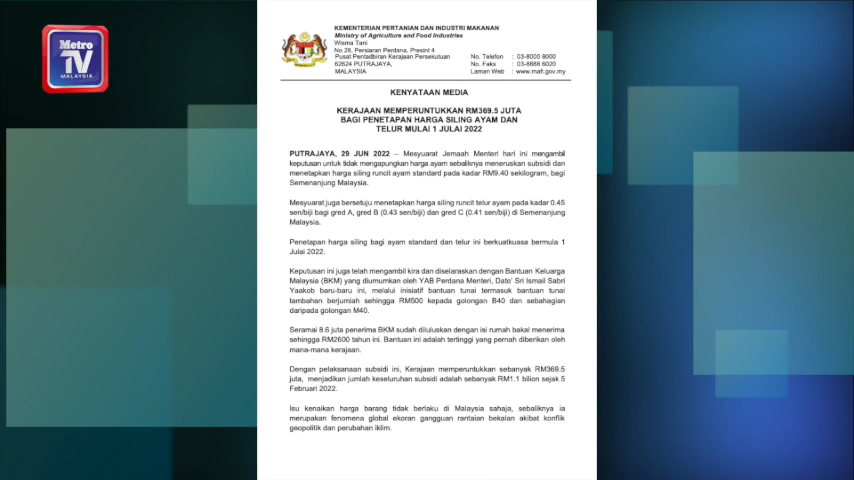 Metro
TV
MALAYSIA
KEMENTERIAN PERTANIAN DAN INDUSTRI MAKANAN
Ministry of Agriculture and Food Industries
Wisma Tani
No 28, Persiaran Perdana, Presint 4
Pusat Pentadbiran Kerajaan Persekutuan No. Telefon : 03-8000 8000
62624 PUTRAJAYA, No. Faks : 03-8888 6020
MALAYSIA Laman Web : www.mafi.gov.my
KENYATAAN MEDIA
KERAJAAN MEMPERUNTUKKAN RM369.5 JUTA
BAGI PENETAPAN HARGA SILING AYAM DAN
TELUR MULAI 1 JULAI 2022
PUTRAJAYA, 29 JUN 2022 – Mesyuarat Jemaah Menteri hari ini mengambil
keputusan untuk tidak mengapungkan harga ayam sebaliknya meneruskan subsidi dan
menetapkan harga siling runcit ayam standard pada kadar RM9.40 sekilogram, bagi
Semenanjung Malaysia.
Mesyuarat juga bersetuju menetapkan harga siling runcit telur ayam pada kadar 0.45
sen/biji bagi gred A, gred B (0.43 sen/biji) dan gred C (0.41 sen/biji) di Semenanjung
Malaysia.
Penetapan harga siling bagi ayam standard dan telur ini berkuatkuasa bermula 1
Julai 2022.
Keputusan ini juga telah mengambil kira dan diselaraskan dengan Bantuan Keluarga
Malaysia (BKM) yang diumumkan oleh YAB Perdana Menteri, Dato' Sri Ismail Sabri
Yaakob baru-baru ini, melalui inisiatif bantuan tunai termasuk bantuan tunai
tambahan berjumlah sehingga RM500 kepada golongan B40 dan sebahagian
daripada golongan M40.
Seramai 8.6 juta penerima BKM sudah diluluskan dengan isi rumah bakal menerima
sehingga RM2600 tahun ini. Bantuan ini adalah tertinggi yang pernah diberikan oleh
mana-mana kerajaan.
Dengan pelaksanaan subsidi ini, Kerajaan memperuntukkan sebanyak RM369.5
juta, menjadikan jumlah keseluruhan subsidi adalah sebanyak RM1.1 bilion sejak 5
Februari 2022.
Isu kenaikan harga barang tidak berlaku di Malaysia sahaja, sebaliknya ia
merupakan fenomena global ekoran gangguan rantaian bekalan akibat konflik
geopolitik dan perubahan iklim.